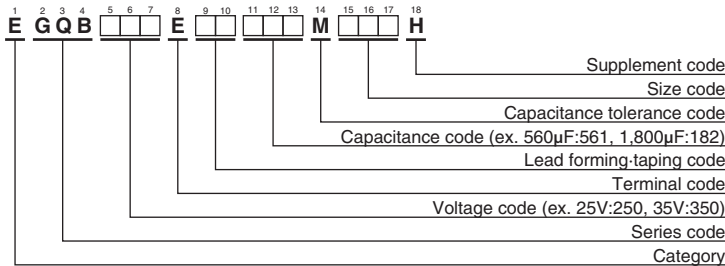 1 2 3 4 5 6 7 8 9 10 11 12 13 14 15 16 17 18
E G Q B E M H
Supplement code
Size code
Capacitance tolerance code
Capacitance code (ex. 560µF:561, 1,800µF:182)
Lead forming·taping code
Terminal code
Voltage code (ex. 25V:250, 35V:350)
Series code
Category